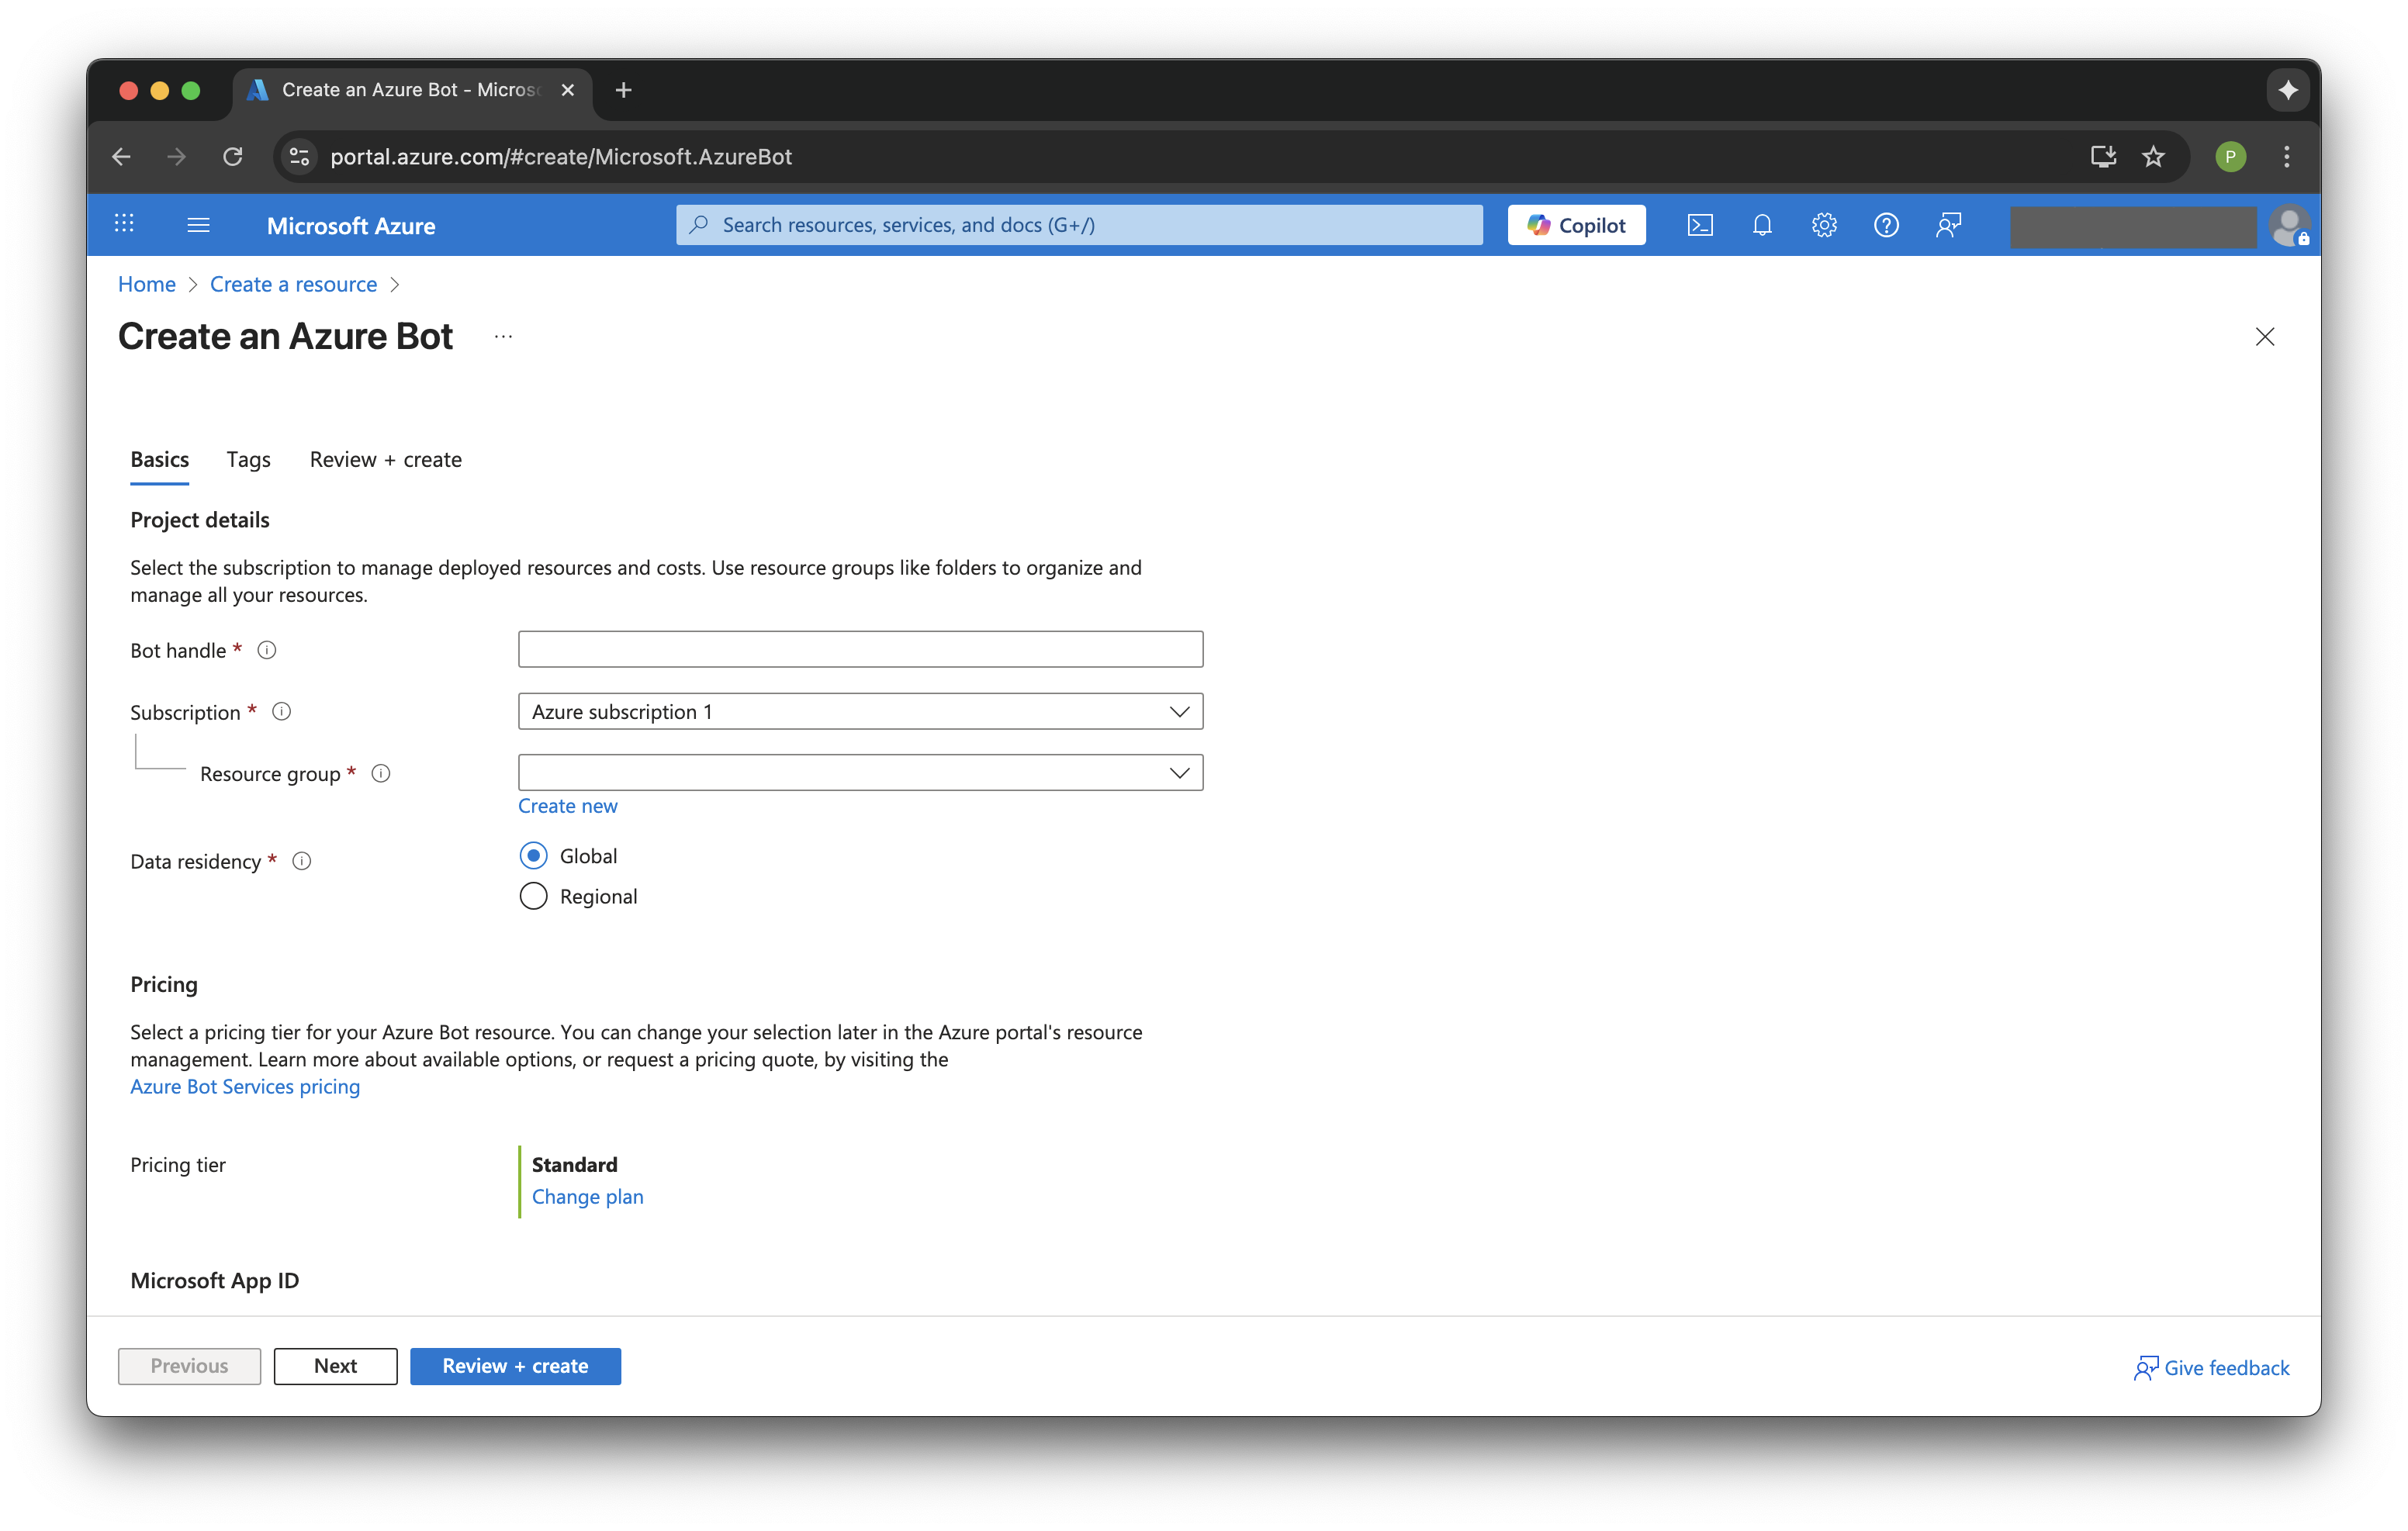 Create an Azure Bot - Micros
portal.azure.com/#create/Microsoft.AzureBot
P
Microsoft Azure
Search resources, services, and docs (G+/)
Copilot
Home > Create a resource >
Create an Azure Bot ...
Basics Tags Review + create
Project details
Select the subscription to manage deployed resources and costs. Use resource groups like folders to organize and
manage all your resources.
Bot handle *
Subscription * Azure subscription 1
Resource group *
Create new
Data residency * Global
Regional
Pricing
Select a pricing tier for your Azure Bot resource. You can change your selection later in the Azure portal's resource
management. Learn more about available options, or request a pricing quote, by visiting the
Azure Bot Services pricing
Pricing tier Standard
Change plan
Microsoft App ID
Previous Next Review + create Give feedback